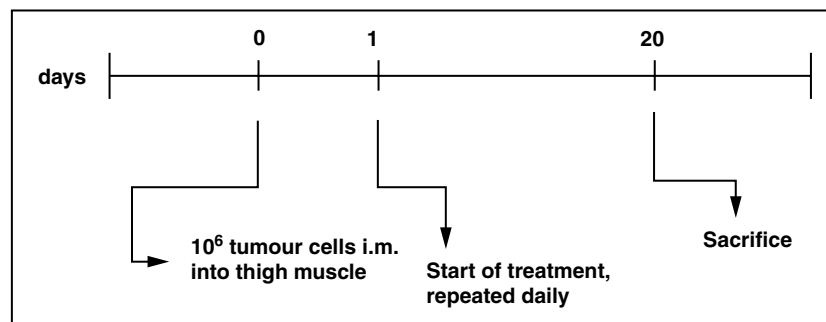 0 1 20
days
10⁶ tumour cells i.m.
into thigh muscle
Start of treatment,
repeated daily
Sacrifice